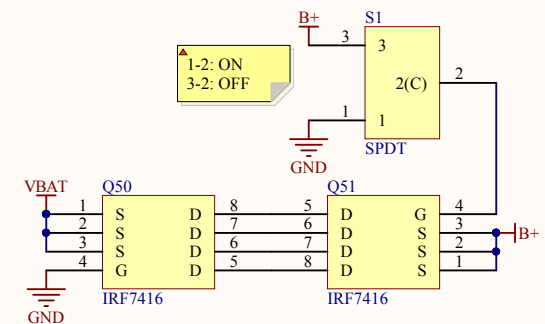 B+
S1
3
3
1-2: ON
3-2: OFF
2(C)
2
1
1
GND
SPDT
VBAT
Q50
Q51
1
S
D
8
5
D
G
4
2
S
D
7
6
D
S
3
B+
3
S
D
6
7
D
S
2
4
G
D
5
8
D
S
1
IRF7416
IRF7416
GND